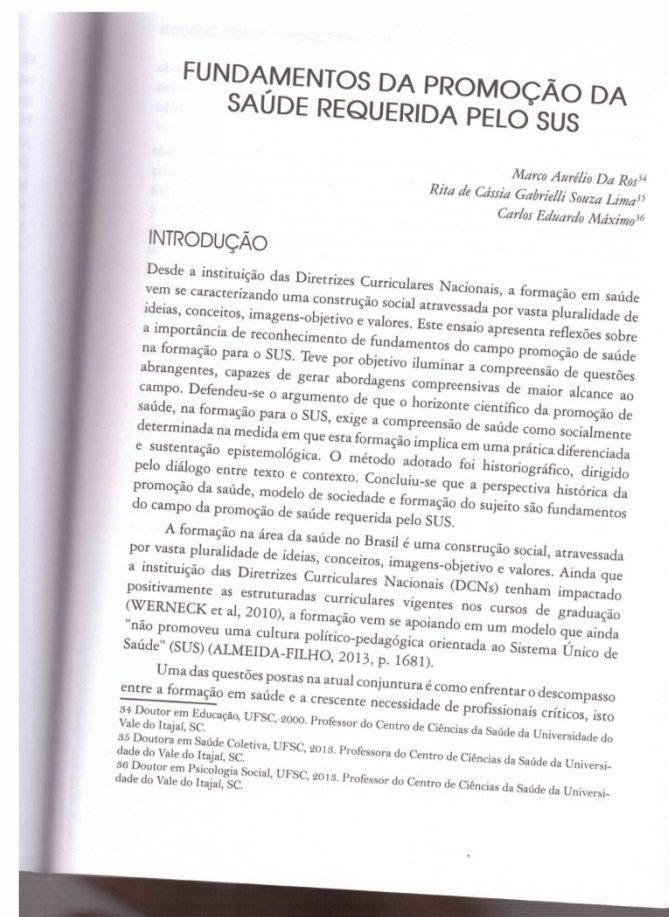 FUNDAMENTOS DA PROMOÇÃO DA
SAÚDE REQUERIDA PELO SUS
Marco Aurélio Da Ros34
Rita de Cássia Gabrielli Souza Lima35
Carlos Eduardo Máximo36
INTRODUÇÃO
Desde a instituição das Diretrizes Curriculares Nacionais, a formação em saúde
vem se caracterizando uma construção social atravessada por vasta pluralidade de
ideias, conceitos, imagens-objetivo e valores. Este ensaio apresenta reflexões sobre
a importância de reconhecimento de fundamentos do campo promoção de saúde
na formação para o SUS. Teve por objetivo iluminar a compreensão de questões
abrangentes, capazes de gerar abordagens compreensivas de maior alcance ao
campo. Defendeu-se o argumento de que o horizonte científico da promoção de
saúde, na formação para o SUS, exige a compreensão de saúde como socialmente
determinada na medida em que esta formação implica em uma prática diferenciada
e sustentação epistemológica. O método adotado foi historiográfico, dirigido
pelo diálogo entre texto e contexto. Concluiu-se que a perspectiva histórica da
promoção da saúde, modelo de sociedade e formação do sujeito são fundamentos
do campo da promoção de saúde requerida pelo SUS.
A formação na área da saúde no Brasil é uma construção social, atravessada
por vasta pluralidade de ideias, conceitos, imagens-objetivo e valores. Ainda que
a instituição das Diretrizes Curriculares Nacionais (DCNs) tenham impactado
positivamente as estruturadas curriculares vigentes nos cursos de graduação
(WERNECK et al, 2010), a formação vem se apoiando em um modelo que ainda
"não promoveu uma cultura político-pedagógica orientada ao Sistema Único de
Saúde" (SUS) (ALMEIDA-FILHO, 2013, p. 1681).
Uma das questões postas na atual conjuntura é como enfrentar o descompasso
entre a formação em saúde e a crescente necessidade de profissionais críticos, isto
34 Doutor em Educação, UFSC, 2000. Professor do Centro de Ciências da Saúde da Universidade do
Vale do Itajaí, SC.
35 Doutora em Saúde Coletiva, UFSC, 2013. Professora do Centro de Ciências da Saúde da Universi-
dade do Vale do Itajaí, SC.
36 Doutor em Psicologia Social, UFSC, 2013. Professor do Centro de Ciências da Saúde da Universi-
dade do Vale do Itajaí, SC.